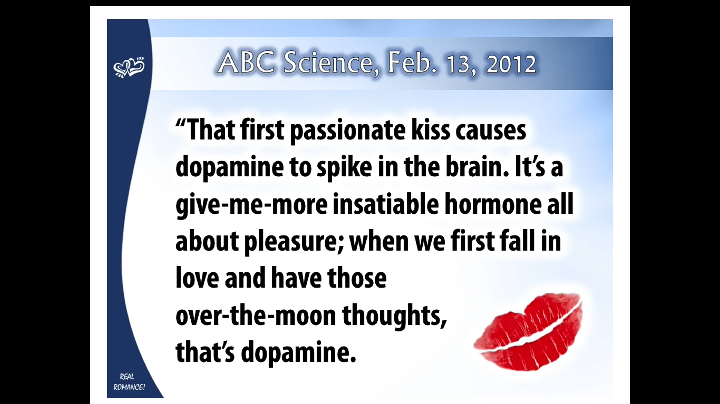 ABC Science, Feb. 13, 2012
“That first passionate kiss causes
dopamine to spike in the brain. It’s a
give-me-more insatiable hormone all
about pleasure; when we first fall in
love and have those
over-the-moon thoughts,
that’s dopamine.
REAL
ROMANCE!